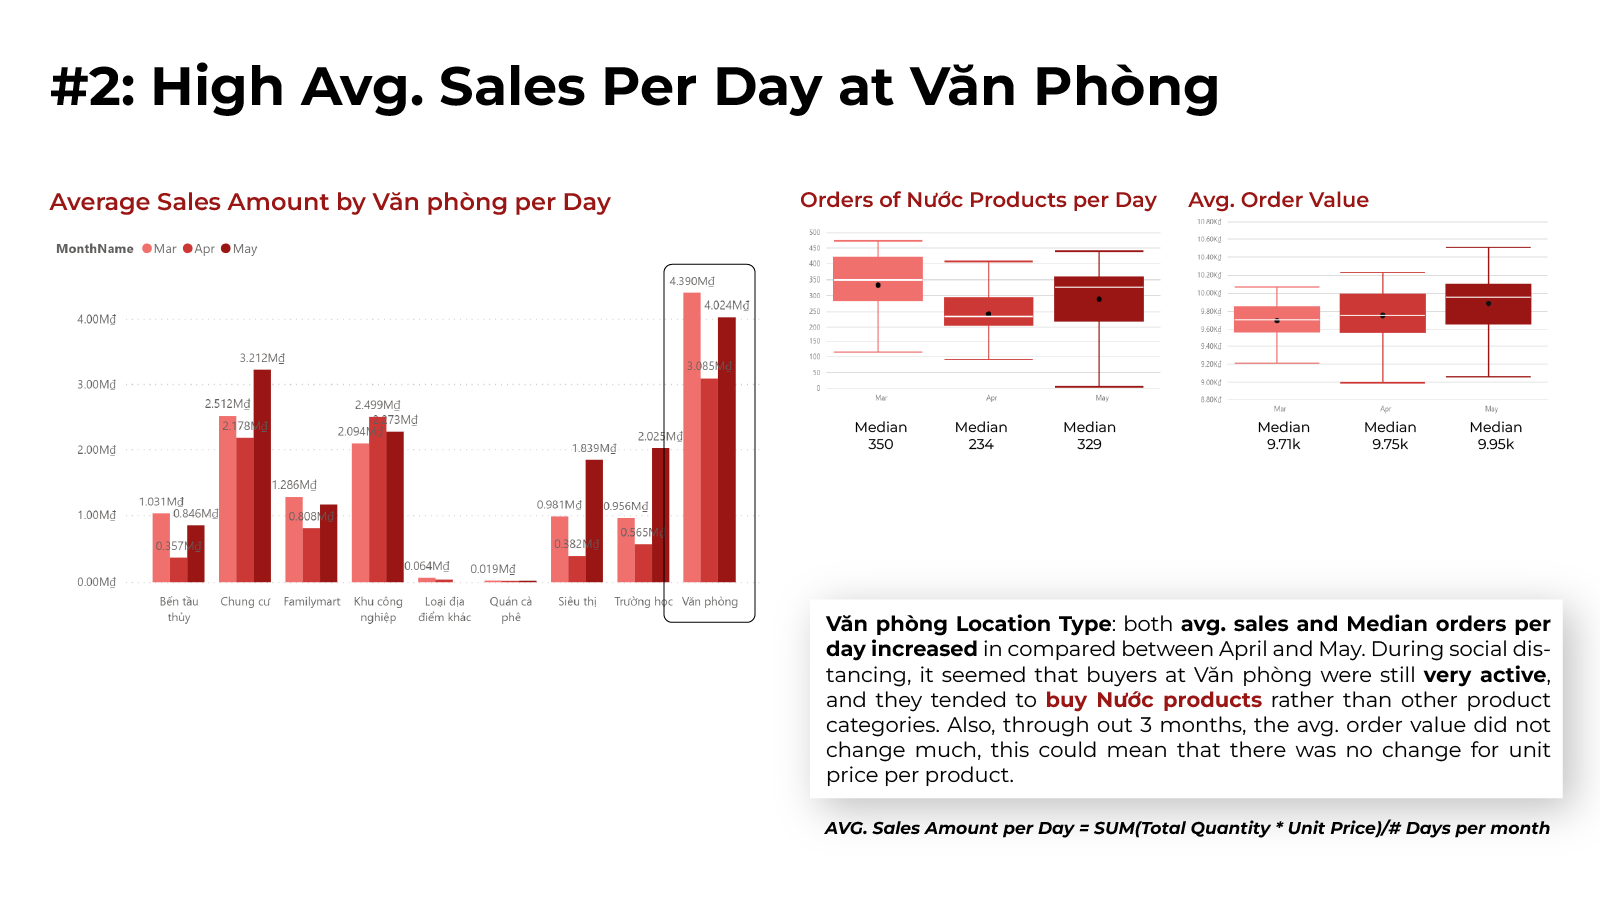 #2: High Avg. Sales Per Day at Văn Phòng
Average Sales Amount by Văn phòng per Day
MonthName Mar Apr May
4.00M₫
3.00M₫
2.00M₫
1.00M₫
0.00M₫
1.031M₫
0.357M₫
0.846M₫
2.512M₫
2.178M₫
3.212M₫
1.286M₫
0.808M₫
2.094M₫
2.499M₫
0.064M₫
0.019M₫
0.981M₫
0.382M₫
1.839M₫
0.956M₫
0.565M₫
2.025M₫
4.390M₫
3.085M₫
4.024M₫
Bến tàu
thủy
Chung cư
Familymart
Khu công
nghiệp
Loại địa
điểm khác
Quán cà
phê
Siêu thị
Trường học
Văn phòng
Orders of Nước Products per Day
500
450
400
350
300
250
200
150
100
50
0
Mar
Apr
May
Median
350
Median
234
Median
329
Avg. Order Value
10.80K₫
10.60K₫
10.40K₫
10.20K₫
10.00K₫
9.80K₫
9.60K₫
9.40K₫
9.20K₫
9.00K₫
8.80K₫
Mar
Apr
May
Median
9.71k
Median
9.75k
Median
9.95k
Văn phòng Location Type: both avg. sales and Median orders per
day increased in compared between April and May. During social dis-
tancing, it seemed that buyers at Văn phòng were still very active,
and they tended to buy Nước products rather than other product
categories. Also, through out 3 months, the avg. order value did not
change much, this could mean that there was no change for unit
price per product.
AVG. Sales Amount per Day = SUM(Total Quantity * Unit Price)/# Days per month